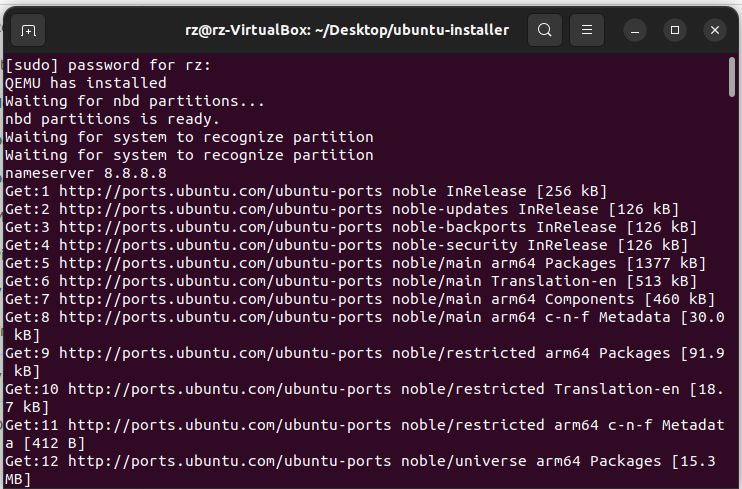 rz@rz-VirtualBox: ~/Desktop/ubuntu-installer
[sudo] password for rz:
QEMU has installed
Waiting for nbd partitions...
nbd partitions is ready.
Waiting for system to recognize partition
Waiting for system to recognize partition
nameserver 8.8.8.8
Get:1 http://ports.ubuntu.com/ubuntu-ports noble InRelease [256 kB]
Get:2 http://ports.ubuntu.com/ubuntu-ports noble-updates InRelease [126 kB]
Get:3 http://ports.ubuntu.com/ubuntu-ports noble-backports InRelease [126 kB]
Get:4 http://ports.ubuntu.com/ubuntu-ports noble-security InRelease [126 kB]
Get:5 http://ports.ubuntu.com/ubuntu-ports noble/main arm64 Packages [1377 kB]
Get:6 http://ports.ubuntu.com/ubuntu-ports noble/main Translation-en [513 kB]
Get:7 http://ports.ubuntu.com/ubuntu-ports noble/main arm64 Components [460 kB]
Get:8 http://ports.ubuntu.com/ubuntu-ports noble/main arm64 c-n-f Metadata [30.0
 kB]
Get:9 http://ports.ubuntu.com/ubuntu-ports noble/restricted arm64 Packages [91.9
 kB]
Get:10 http://ports.ubuntu.com/ubuntu-ports noble/restricted Translation-en [18.
7 kB]
Get:11 http://ports.ubuntu.com/ubuntu-ports noble/restricted arm64 c-n-f Metadat
a [412 B]
Get:12 http://ports.ubuntu.com/ubuntu-ports noble/universe arm64 Packages [15.3
MB]